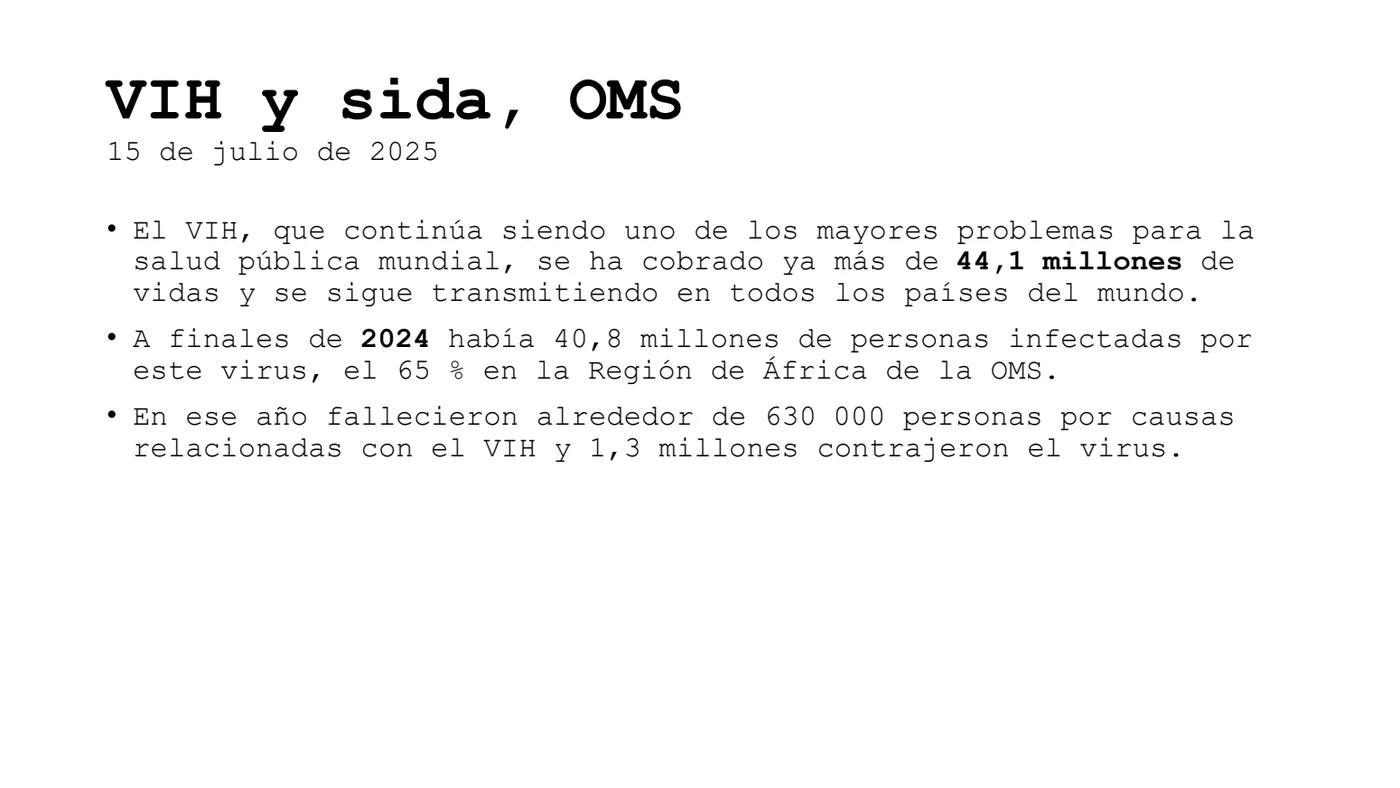 VIH y sida, OMS
15 de julio de 2025
• El VIH, que continúa siendo uno de los mayores problemas para la
salud pública mundial, se ha cobrado ya más de 44,1 millones de
vidas y se sigue transmitiendo en todos los países del mundo.
• A finales de 2024 había 40,8 millones de personas infectadas por
este virus, el 65 % en la Región de África de la OMS.
• En ese año fallecieron alrededor de 630 000 personas por causas
relacionadas con el VIH y 1,3 millones contrajeron el virus.